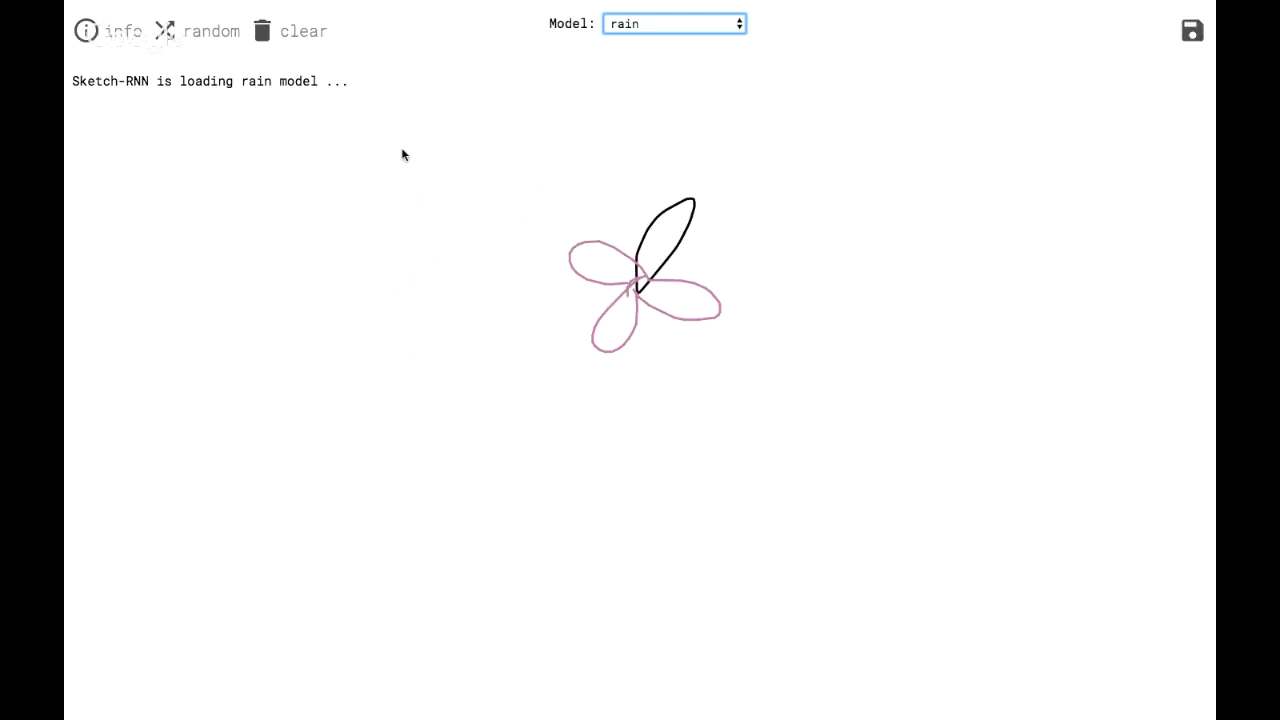 info random clear
Model: rain
Sketch-RNN is loading rain model ...